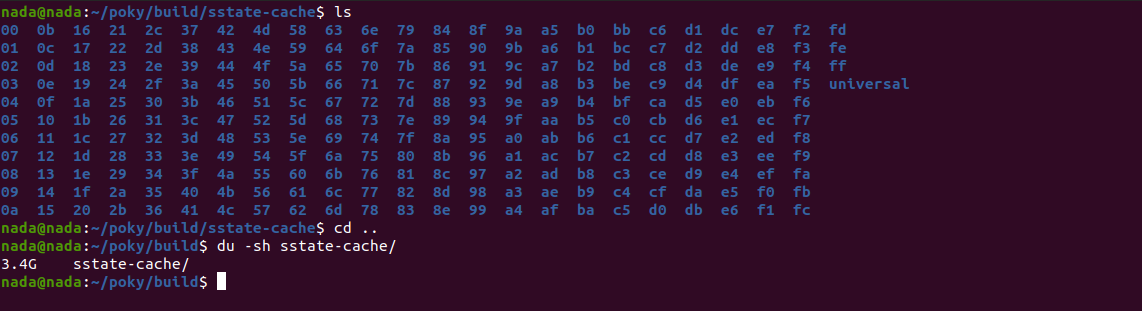 nada@nada:~/poky/build/sstate-cache$ ls
00  0b  16  21  2c  37  42  4d  58  63  6e  79  84  8f  9a  a5  b0  bb  c6  d1  dc  e7  f2  fd
01  0c  17  22  2d  38  43  4e  59  64  6f  7a  85  90  9b  a6  b1  bc  c7  d2  dd  e8  f3  fe
02  0d  18  23  2e  39  44  4f  5a  65  70  7b  86  91  9c  a7  b2  bd  c8  d3  de  e9  f4  ff
03  0e  19  24  2f  3a  45  50  5b  66  71  7c  87  92  9d  a8  b3  be  c9  d4  df  ea  f5  universal
04  0f  1a  25  30  3b  46  51  5c  67  72  7d  88  93  9e  a9  b4  bf  ca  d5  e0  eb  f6
05  10  1b  26  31  3c  47  52  5d  68  73  7e  89  94  9f  aa  b5  c0  cb  d6  e1  ec  f7
06  11  1c  27  32  3d  48  53  5e  69  74  7f  8a  95  a0  ab  b6  c1  cc  d7  e2  ed  f8
07  12  1d  28  33  3e  49  54  5f  6a  75  80  8b  96  a1  ac  b7  c2  cd  d8  e3  ee  f9
08  13  1e  29  34  3f  4a  55  60  6b  76  81  8c  97  a2  ad  b8  c3  ce  d9  e4  ef  fa
09  14  1f  2a  35  40  4b  56  61  6c  77  82  8d  98  a3  ae  b9  c4  cf  da  e5  f0  fb
0a  15  20  2b  36  41  4c  57  62  6d  78  83  8e  99  a4  af  ba  c5  d0  db  e6  f1  fc
nada@nada:~/poky/build/sstate-cache$ cd ..
nada@nada:~/poky/build$ du -sh sstate-cache/
3.4G    sstate-cache/
nada@nada:~/poky/build$